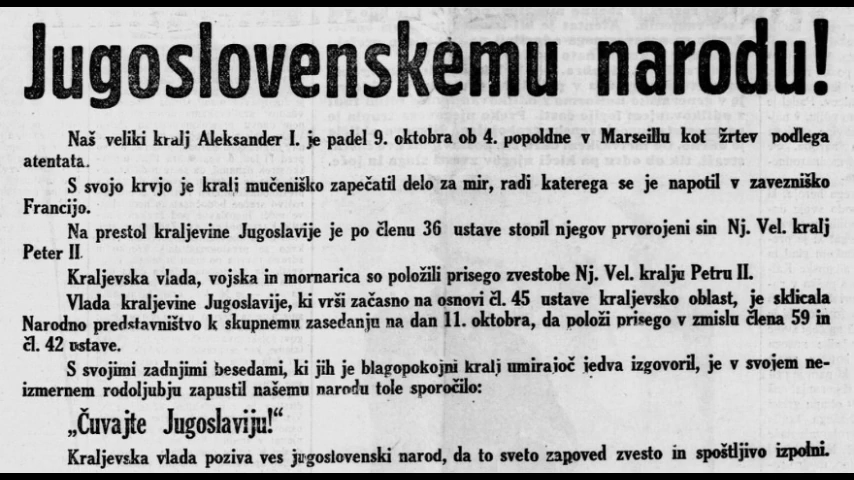 Jugoslovenskemu narodu!
Naš veliki kralj Aleksander I. je padel 9. oktobra ob 4. popoldne v Marseillu kot žrtev podlega
atentata.
S svojo krvjo je kralj mučeniško zapečatil delo za mir, radi katerega se je napotil v zavezniško
Francijo.
Na prestol kraljevine Jugoslavije je po členu 36 ustave stopil njegov prvorojeni sin Nj. Vel. kralj
Peter II.
Kraljevska vlada, vojska in mornarica so položili prisego zvestobe Nj. Vel. kralju Petru II.
Vlada kraljevine Jugoslavije, ki vrši začasno na osnovi čl. 45 ustave kraljevsko oblast, je sklicala
Narodno predstavništvo k skupnemu zasedanju na dan 11. oktobra, da položi prisego v zmislu člena 59 in
čl. 42 ustave.
S svojimi zadnjimi besedami, ki jih je blagopokojni kralj umirajoč jedva izgovoril, je v svojem ne-
izmernem rodoljubju zapustil našemu narodu tole sporočilo:
„Čuvajte Jugoslaviju!“
Kraljevska vlada poziva ves jugoslovenski narod, da to sveto zapoved zvesto in spoštljivo izpolni.